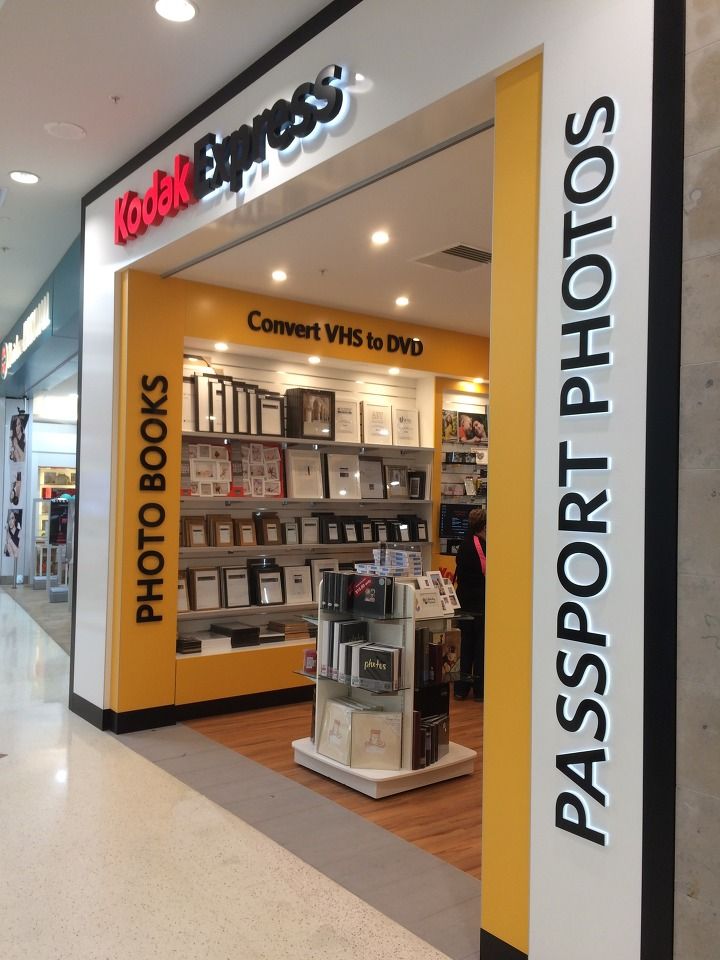 Kodak Express
Convert VHS to DVD
PHOTO BOOKS
PASSPORT PHOTOS
photos